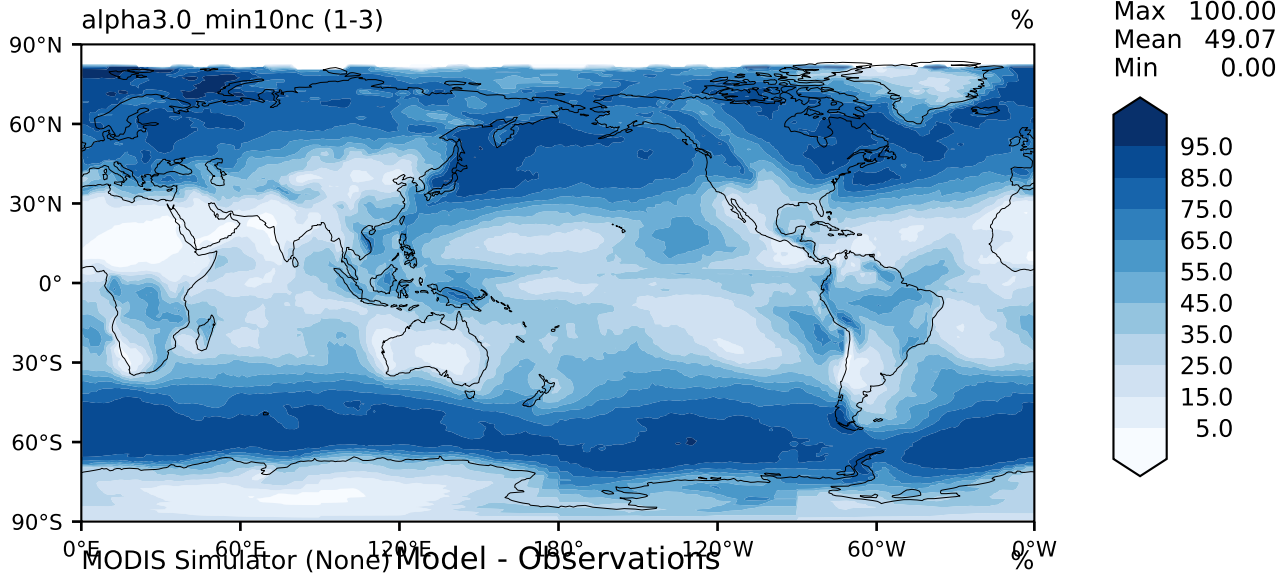 alpha3.0_min10nc (1-3) %
Max 100.00
Mean 49.07
Min 0.00
90°N
60°N
30°N
0°
30°S
60°S
90°S
95.0
85.0
75.0
65.0
55.0
45.0
35.0
25.0
15.0
5.0
0°E 60°E 120°E 180° 120°W 60°W 0°W
MODIS Simulator (None) Model - Observations %